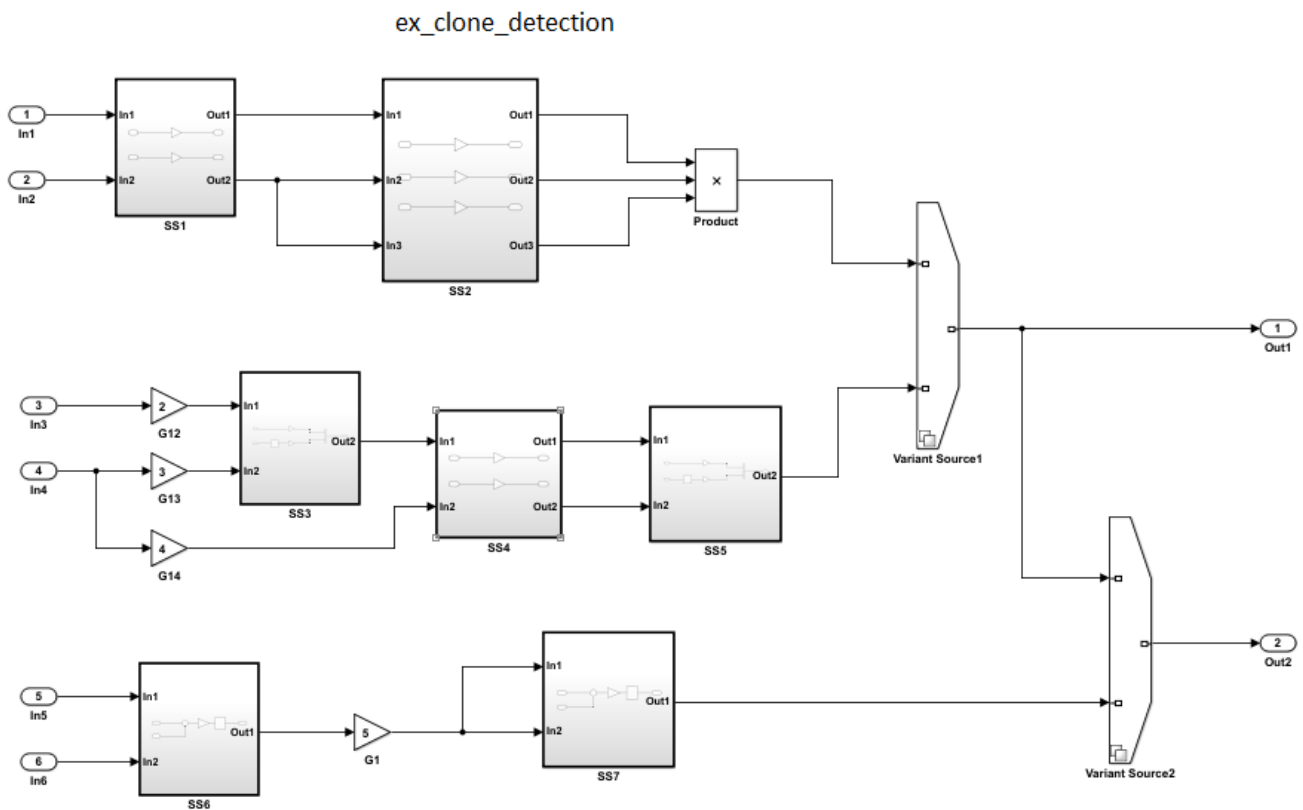 ex_clone_detection
1
In1
2
In2
In1
In2
Out1
Out2
SS1
In1
In2
In3
Out1
Out2
Out3
SS2
×
Product
Variant Source1
1
Out1
3
In3
4
In4
2
G12
3
G13
4
G14
In1
In2
Out2
SS3
In1
In2
Out1
Out2
SS4
In1
In2
Out2
SS5
5
In5
6
In6
In1
In2
Out1
SS6
5
G1
In1
In2
Out1
SS7
Variant Source2
2
Out2